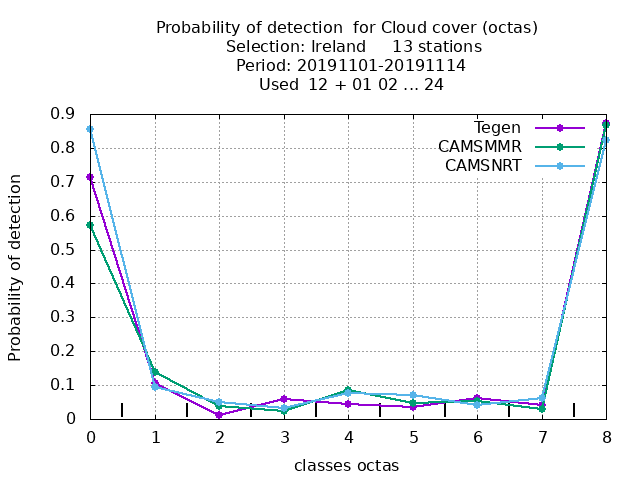 Probability of detection  for Cloud cover (octas)
Selection: Ireland     13 stations
Period: 20191101-20191114
Used  12 + 01 02 ... 24
Tegen
CAMSMMR
CAMSNRT
Probability of detection
0.9
0.8
0.7
0.6
0.5
0.4
0.3
0.2
0.1
0
0 1 2 3 4 5 6 7 8
classes octas